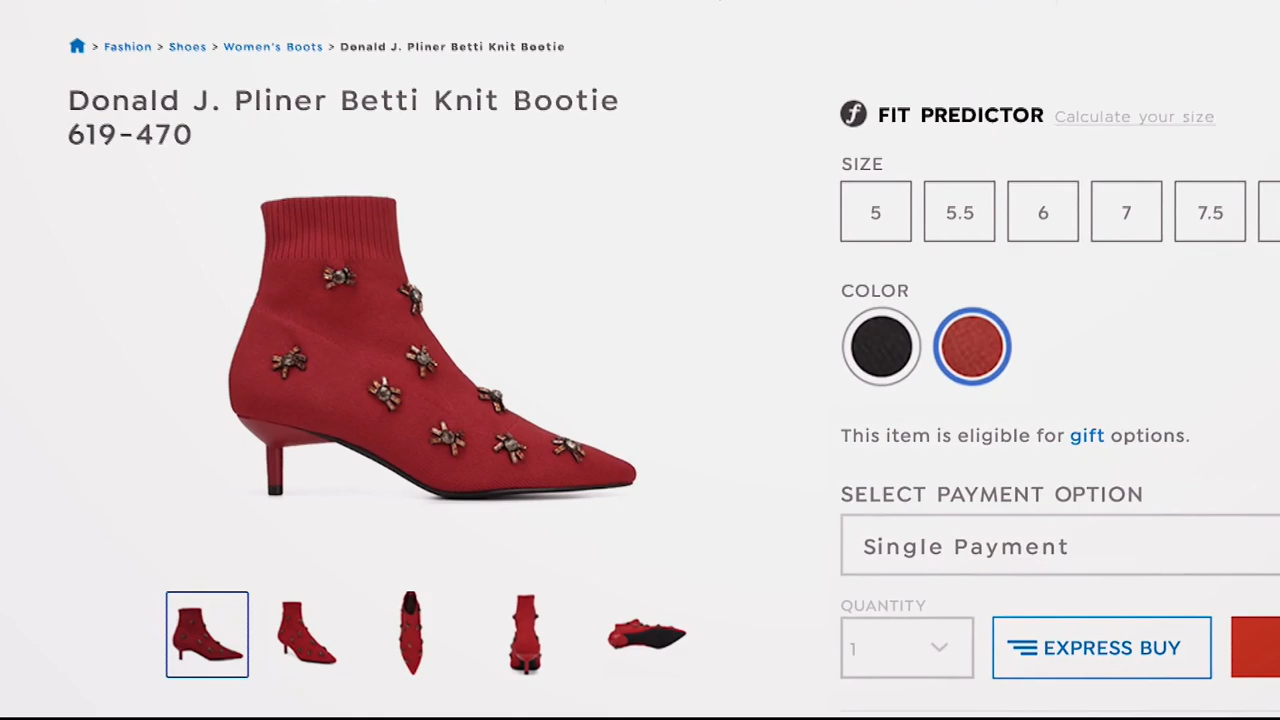 > Fashion > Shoes > Women's Boots > Donald J. Pliner Betti Knit Bootie
Donald J. Pliner Betti Knit Bootie
619-470
f FIT PREDICTOR Calculate your size
SIZE
5 5.5 6 7 7.5
COLOR
This item is eligible for gift options.
SELECT PAYMENT OPTION
Single Payment
QUANTITY
1
EXPRESS BUY